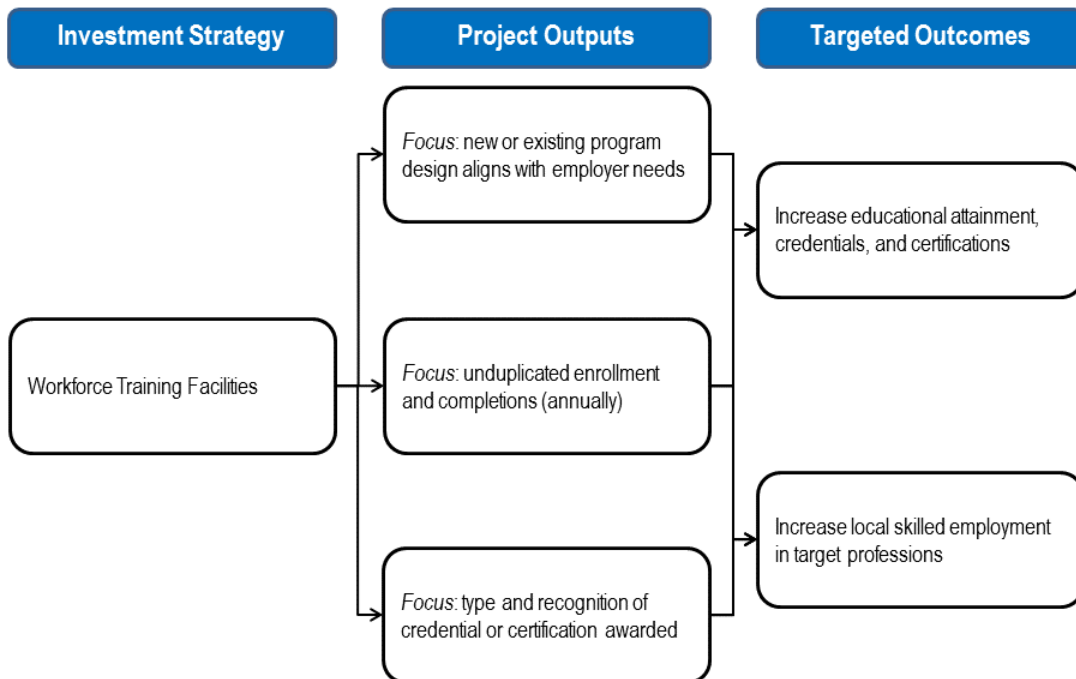 Investment Strategy
Project Outputs
Targeted Outcomes
Workforce Training Facilities
Focus: new or existing program
design aligns with employer needs
Focus: unduplicated enrollment
and completions (annually)
Focus: type and recognition of
credential or certification awarded
Increase educational attainment,
credentials, and certifications
Increase local skilled employment
in target professions